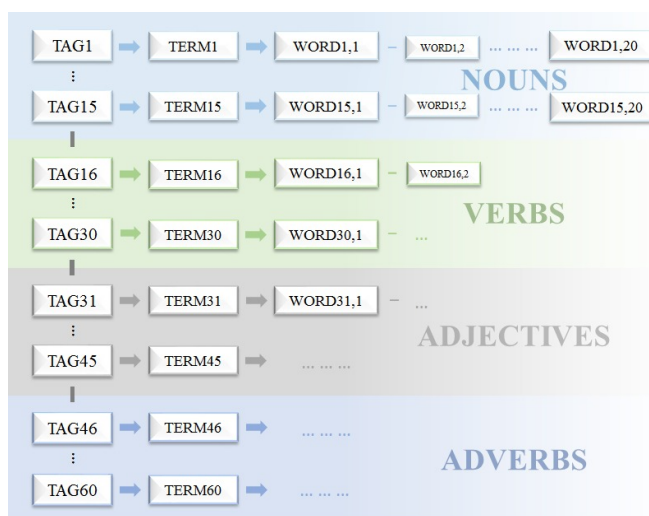 TAG1 TERM1 WORD1,1 – WORD1,2 ... ... ... WORD1,20
NOUNS
TAG15 TERM15 WORD15,1 – WORD15,2 ... ... ... WORD15,20
TAG16 TERM16 WORD16,1 – WORD16,2
VERBS
TAG30 TERM30 WORD30,1 – ...
TAG31 TERM31 WORD31,1 – ...
ADJECTIVES
TAG45 TERM45 ... ... ...
TAG46 TERM46 ... ... ...
ADVERBS
TAG60 TERM60 ... ... ...